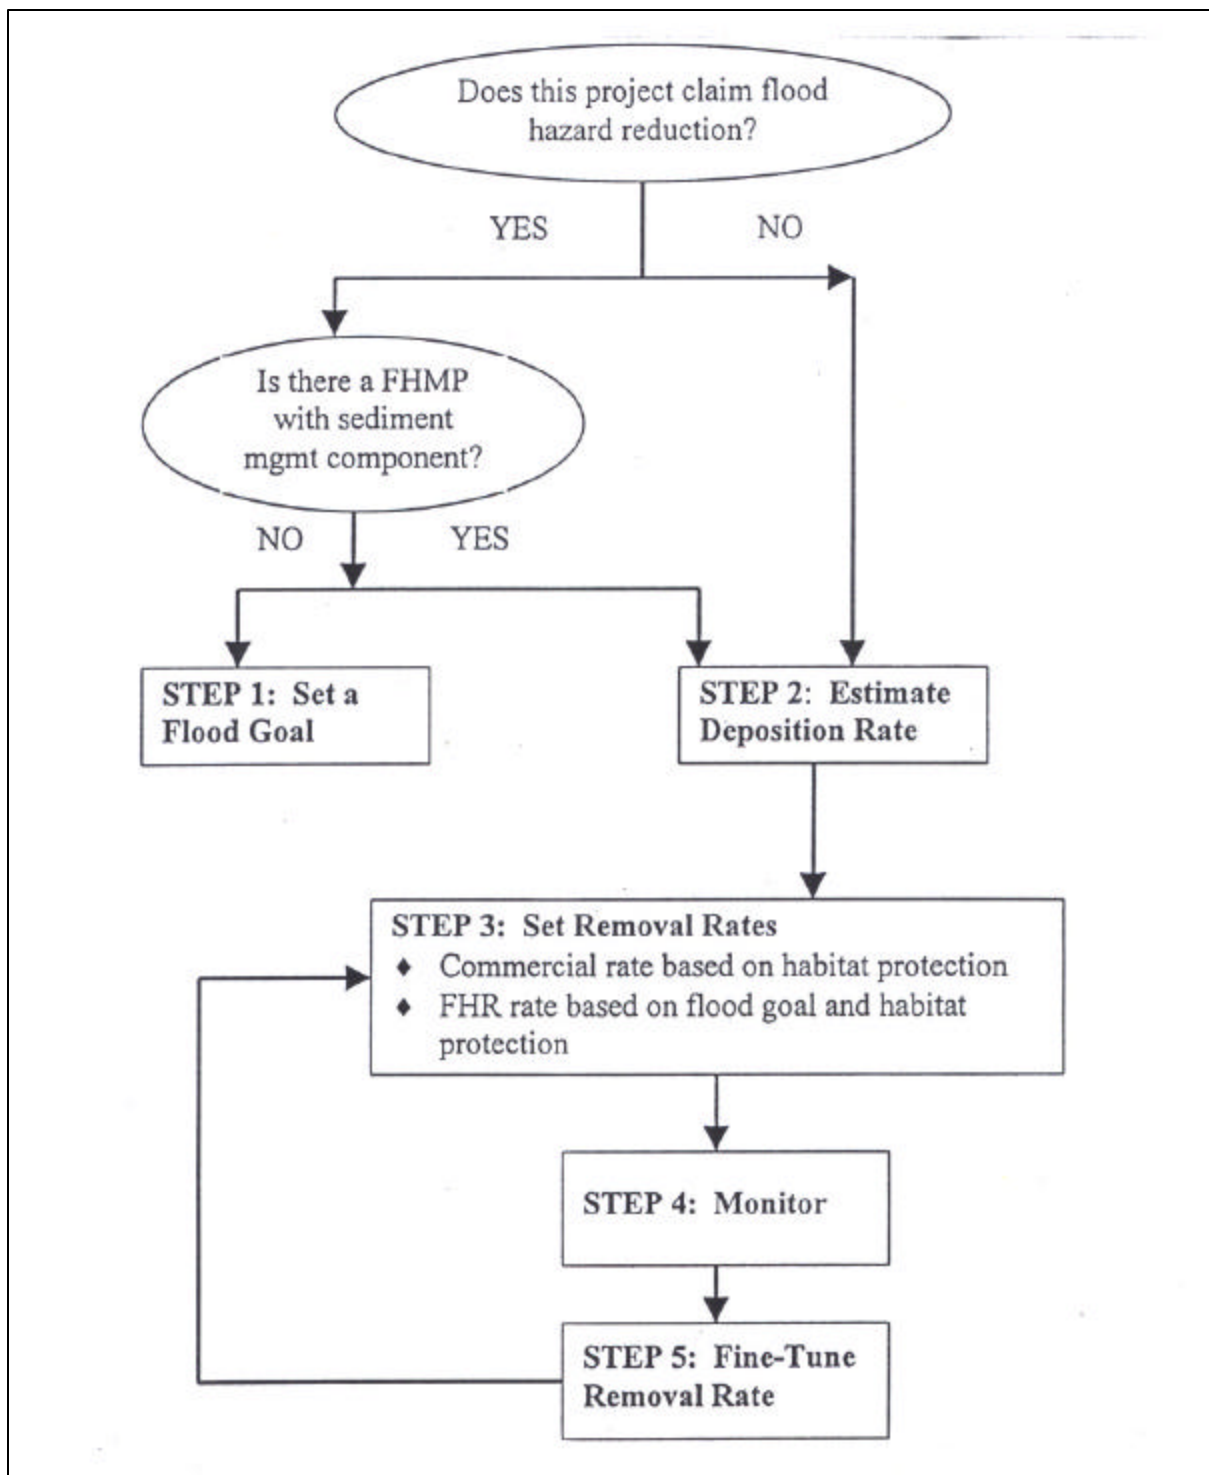 Does this project claim flood
hazard reduction?
YES
NO
Is there a FHMP
with sediment
mgmt component?
NO
YES
STEP 1: Set a
Flood Goal
STEP 2: Estimate
Deposition Rate
STEP 3: Set Removal Rates
♦ Commercial rate based on habitat protection
♦ FHR rate based on flood goal and habitat
protection
STEP 4: Monitor
STEP 5: Fine-Tune
Removal Rate